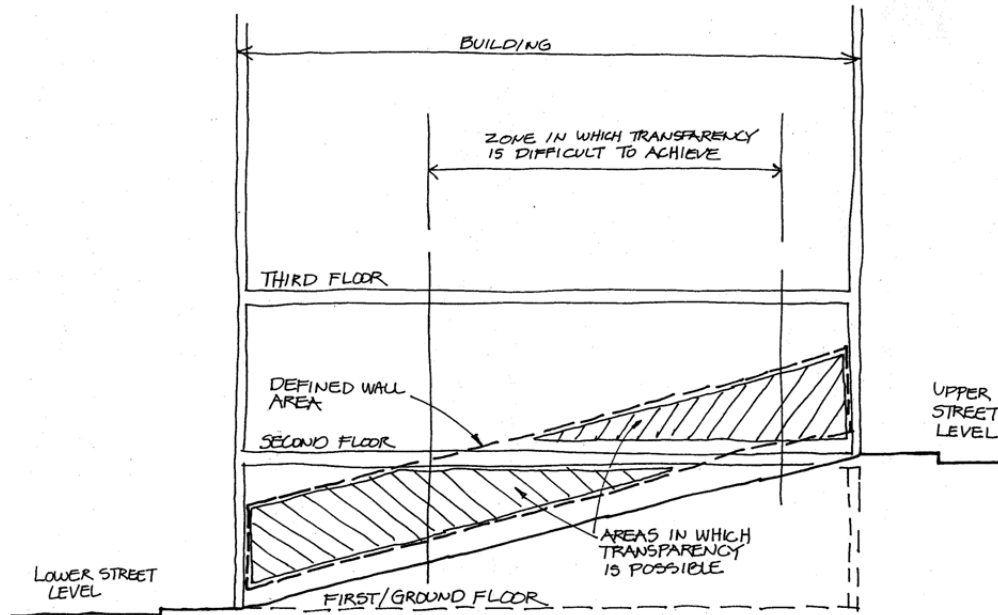 BUILDING
ZONE IN WHICH TRANSPARENCY
IS DIFFICULT TO ACHIEVE
THIRD FLOOR
DEFINED WALL
AREA
UPPER
STREET
LEVEL
SECOND FLOOR
AREAS IN WHICH
TRANSPARENCY
IS POSSIBLE
LOWER STREET
LEVEL
FIRST/GROUND FLOOR